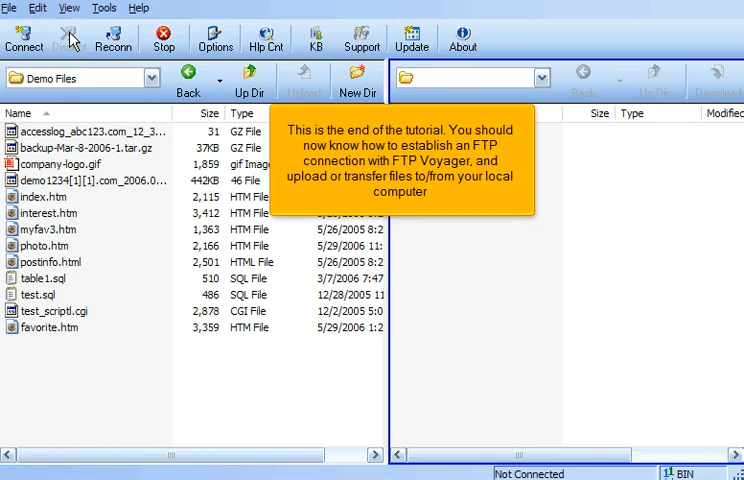 File Edit View Tools Help
Connect Reconn Stop Options Hlp Cnt KB Support Update About
Demo Files
Back Up Dir Upload New Dir Back Up Dir Download
Name Size Type Size Type Modified
accesslog_abc123.com_12_3... 31 GZ File
backup-Mar-8-2006-1.tar.gz 37KB GZ File
company-logo.gif 1,859 gif Image
demo1234[1][1].com_2006.0... 442KB 46 File
index.htm 2,115 HTM File
interest.htm 3,412 HTM File
myfav3.htm 1,363 HTM File 5/26/2005 8:2
photo.htm 2,166 HTM File 5/29/2006 11:
postinfo.html 2,501 HTML File 5/26/2005 8:2
table1.sql 510 SQL File 3/7/2006 7:47
test.sql 486 SQL File 12/28/2005 11
test_scriptl.cgi 2,878 CGI File 12/2/2005 5:0
favorite.htm 3,359 HTM File 5/29/2006 1:2
This is the end of the tutorial. You should
now know how to establish an FTP
connection with FTP Voyager, and
upload or transfer files to/from your local
computer
Not Connected BIN